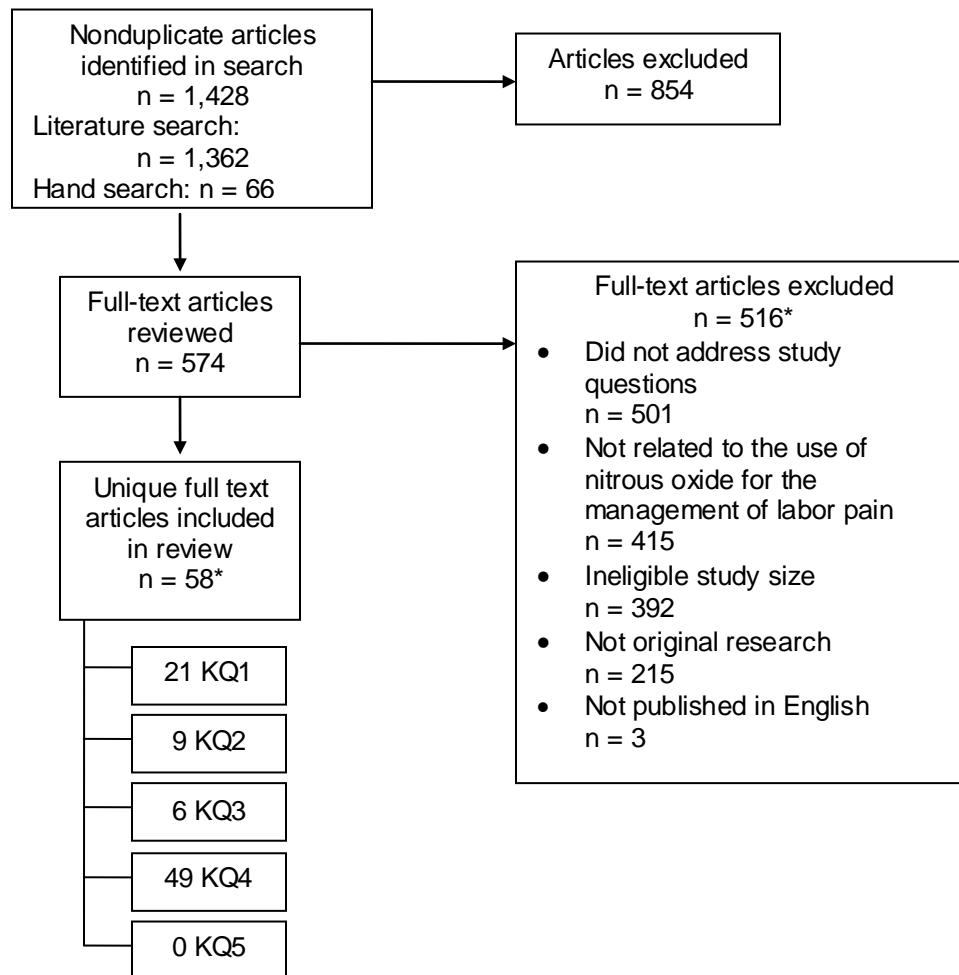 Nonduplicate articles
identified in search
n = 1,428
Literature search:
n = 1,362
Hand search: n = 66
Articles excluded
n = 854
Full-text articles
reviewed
n = 574
Full-text articles excluded
n = 516*
• Did not address study
questions
n = 501
• Not related to the use of
nitrous oxide for the
management of labor pain
n = 415
• Ineligible study size
n = 392
• Not original research
n = 215
• Not published in English
n = 3
Unique full text
articles included
in review
n = 58*
21 KQ1
9 KQ2
6 KQ3
49 KQ4
0 KQ5